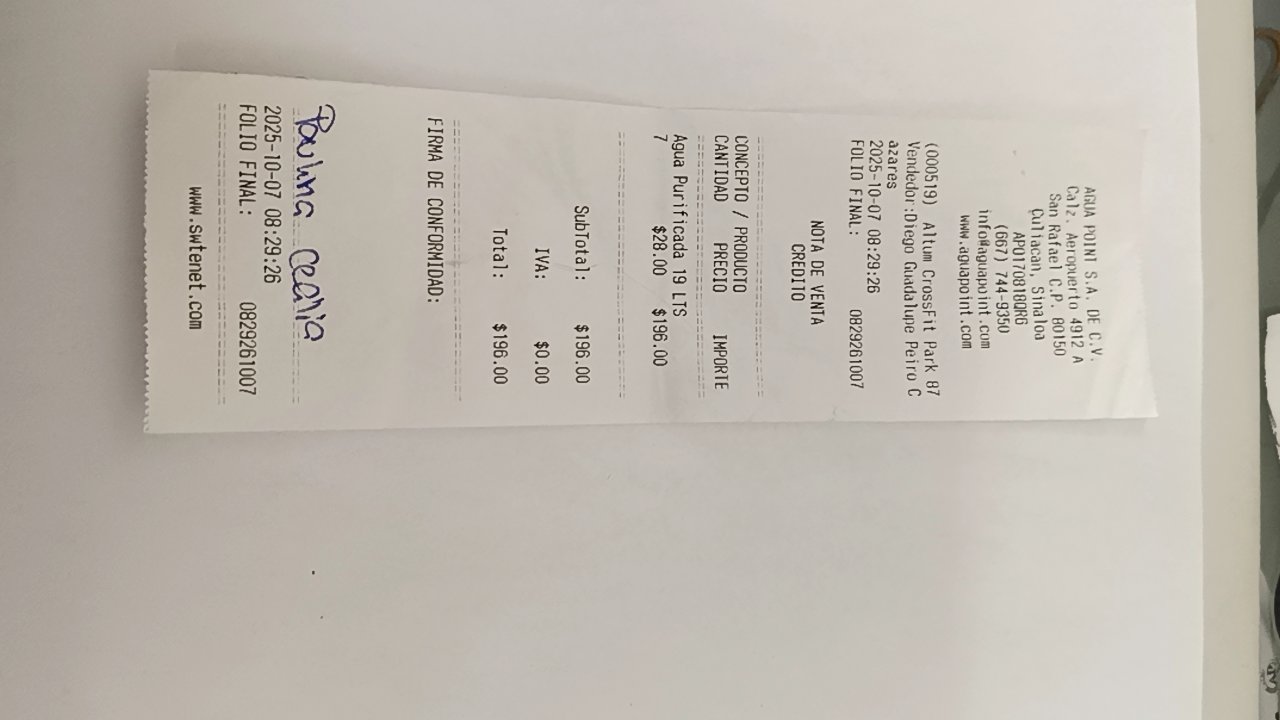 AGUA POINT S.A. DE C.V.
Calz. Aeropuerto 4912 A
San Rafael C.P. 80150
Culiacan, Sinaloa
APO170818QR6
(667) 744-9350
info@aguapoint.com
www.aguapoint.com
(000519) Altum CrossFit Park 87
Vendedor:Diego Guadalupe Peiro C
azares
2025-10-07 08:29:26
FOLIO FINAL: 0829261007
NOTA DE VENTA
CREDITO
CONCEPTO / PRODUCTO
CANTIDAD PRECIO IMPORTE
Agua Purificada 19 LTS
7 $28.00 $196.00
SubTotal: $196.00
IVA: $0.00
Total: $196.00
FIRMA DE CONFORMIDAD:
Paulina Cealia
2025-10-07 08:29:26
FOLIO FINAL: 0829261007
www.swtenet.com